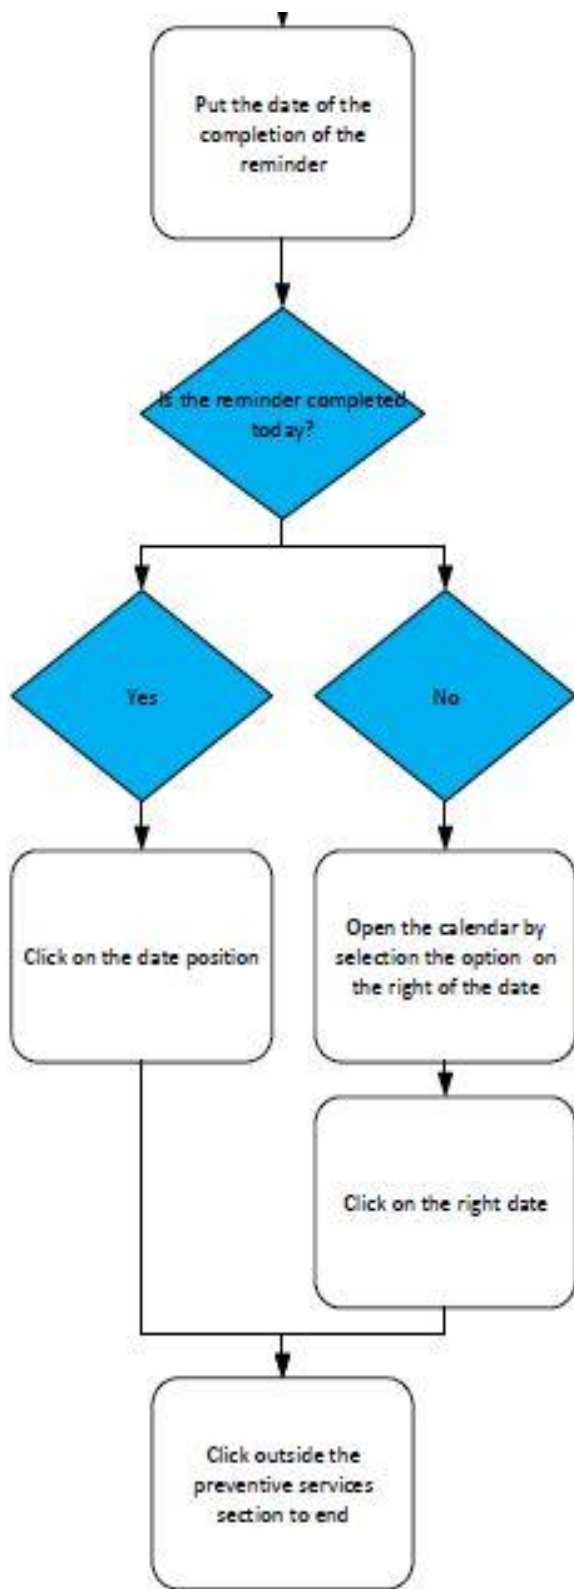 Put the date of the
completion of the
reminder
Is the reminder completed
today?
Yes
No
Click on the date position
Open the calendar by
selection the option on
the right of the date
Click on the right date
Click outside the
preventive services
section to end